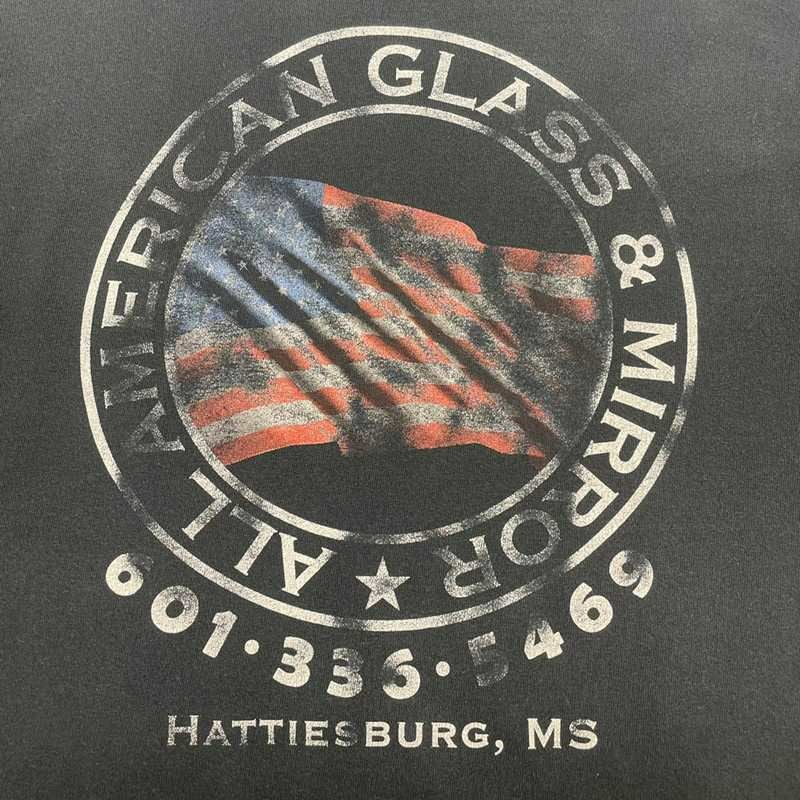 ALL AMERICAN GLASS & MIRROR ★
601•336•5469
HATTIESBURG, MS